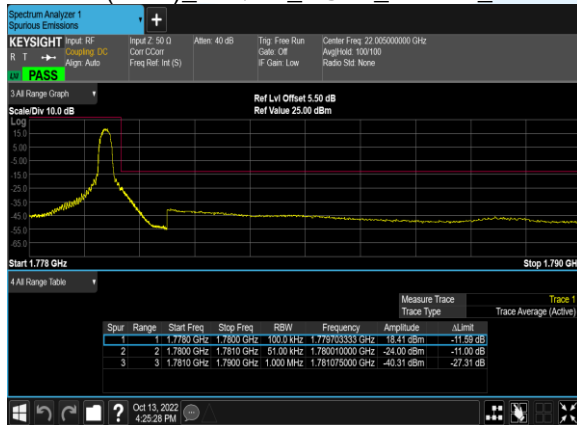 Spectrum Analyzer 1
Spurious Emissions
+
KEYSIGHT Input: RF Input Z: 50 Ω Atten: 40 dB Trig: Free Run Center Freq: 22.005000000 GHz
R T Coupling: DC Corr CCorr Gate: Off Avg|Hold: 100/100
Align: Auto Freq Ref: Int (S) IF Gain: Low Radio Std: None
LW PASS
3 All Range Graph
Ref Lvl Offset 5.50 dB
Scale/Div 10.0 dB Ref Value 25.00 dBm
Log
15.0
5.00
-5.00
-15.0
-25.0
-35.0
-45.0
-55.0
-65.0
Start 1.778 GHz Stop 1.790 GH
4 All Range Table
Measure Trace Trace 1
Trace Type Trace Average (Active)
Spur Range Start Freq Stop Freq RBW Frequency Amplitude ΔLimit
1 1 1.7780 GHz 1.7800 GHz 100.0 kHz 1.779703333 GHz 18.41 dBm -11.59 dB
2 2 1.7800 GHz 1.7810 GHz 51.00 kHz 1.780010000 GHz -24.00 dBm -11.00 dB
3 3 1.7810 GHz 1.7900 GHz 1.000 MHz 1.781075000 GHz -40.31 dBm -27.31 dB
? Oct 13, 2022
4:25:28 PM